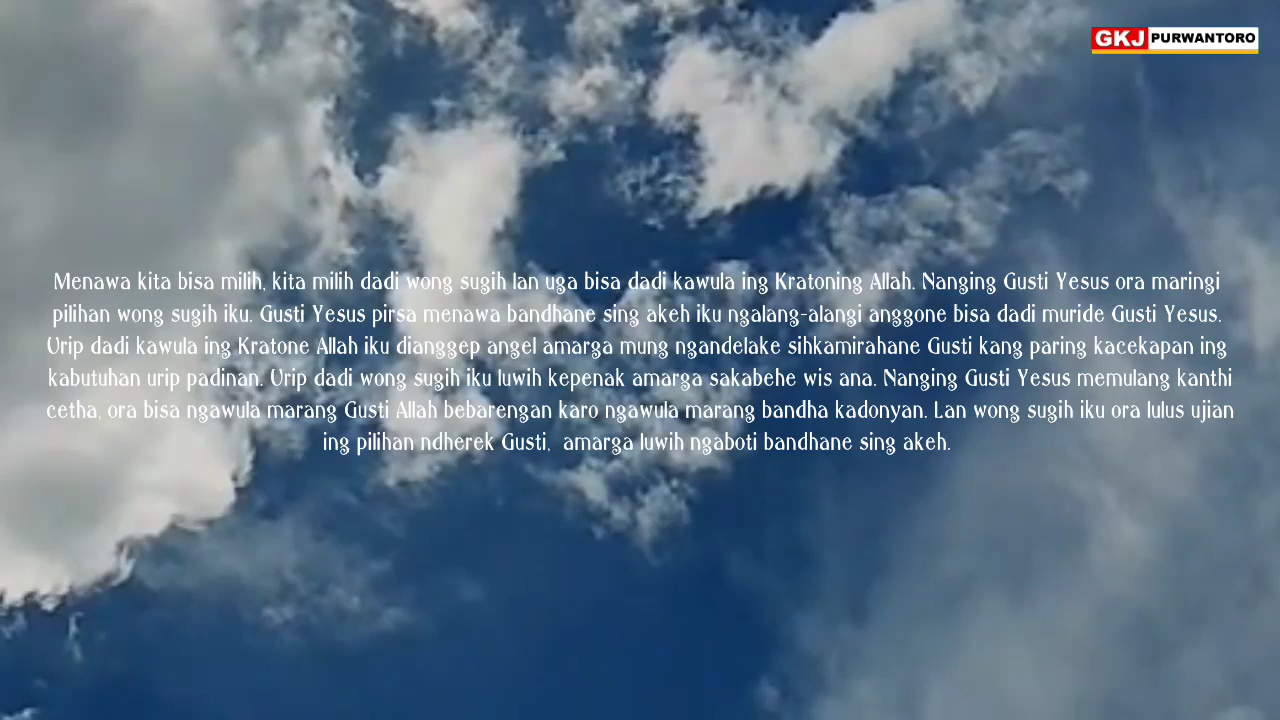 GKJ PURWANTORO
Menawa kita bisa milih, kita milih dadi wong sugih lan uga bisa dadi kawula ing Kratoning Allah. Nanging Gusti Yesus ora maringi
pilihan wong sugih iku. Gusti Yesus pirsa menawa bandhane sing akeh iku ngalang-alangi anggone bisa dadi muride Gusti Yesus.
Urip dadi kawula ing Kratone Allah iku dianggep angel amarga mung ngandelake sihkamirahane Gusti kang paring kacekapan ing
kabutuhan urip padinan. Urip dadi wong sugih iku luwih kepenak amarga sakabehe wis ana. Nanging Gusti Yesus memulang kanthi
cetha, ora bisa ngawula marang Gusti Allah bebarengan karo ngawula marang bandha kadonyan. Lan wong sugih iku ora lulus ujian
ing pilihan ndherek Gusti, amarga luwih ngaboti bandhane sing akeh.